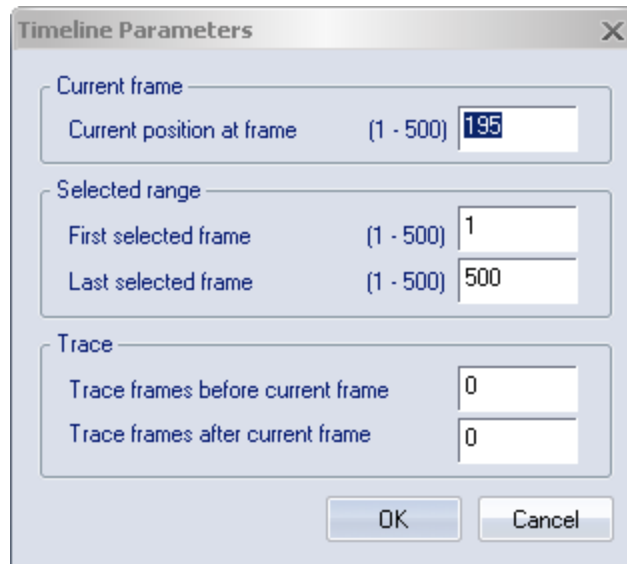 Timeline Parameters
Current frame
Current position at frame (1 - 500) 195
Selected range
First selected frame (1 - 500) 1
Last selected frame (1 - 500) 500
Trace
Trace frames before current frame 0
Trace frames after current frame 0
OK Cancel